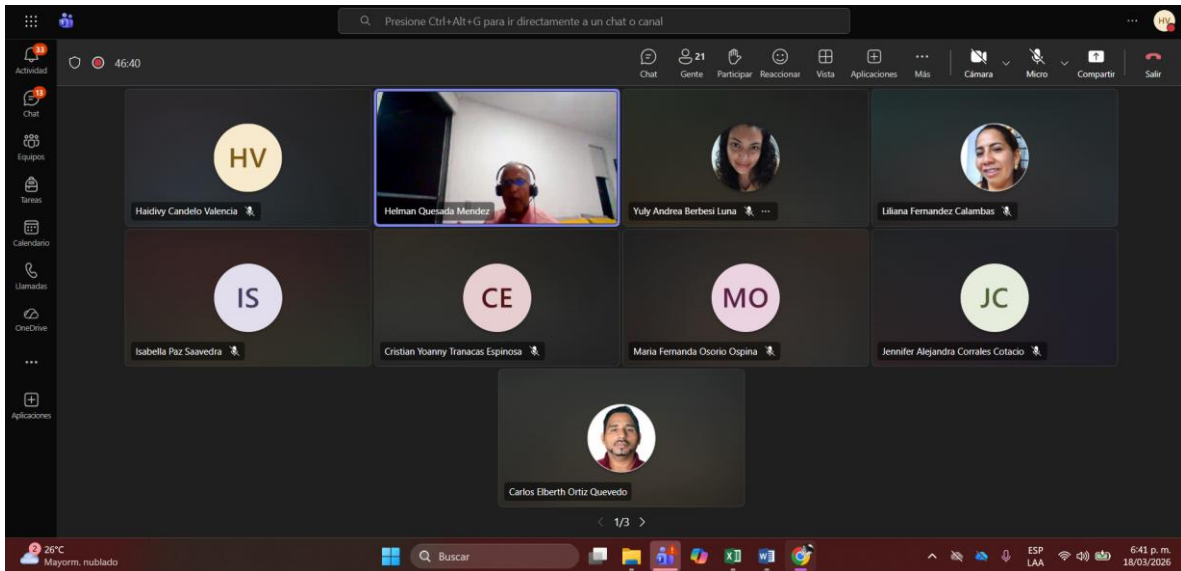 Presione Ctrl+Alt+G para ir directamente a un chat o canal
HV
33
Actividad
46:40
21
Chat
Gente
Participar
Reaccionar
Vista
Aplicaciones
Más
Cámara
Micro
Compartir
Salir
13
Chat
Equipos
Tareas
Calendario
Llamadas
OneDrive
Aplicaciones
HV
Haidivy Candelo Valencia
Helman Quesada Mendez
Yuly Andrea Berbesi Luna
Liliana Fernandez Calambas
IS
Isabella Paz Saavedra
CE
Cristian Yoanny Tranacas Espinosa
MO
Maria Fernanda Osorio Ospina
JC
Jennifer Alejandra Corrales Cotacio
Carlos Elberth Ortiz Quevedo
1/3
2
26°C
Mayorm. nublado
Buscar
ESP
LAA
6:41 p. m.
18/03/2026